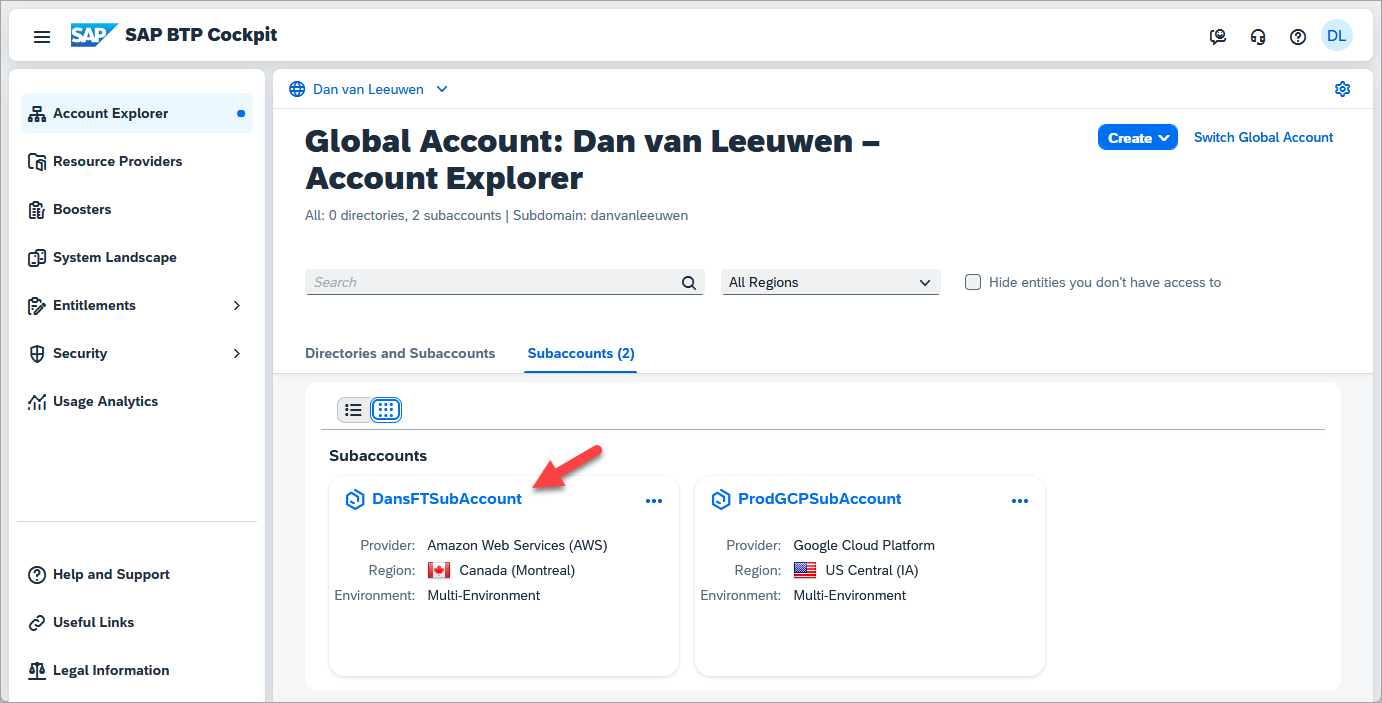 SAP SAP BTP Cockpit
DL
Account Explorer
Resource Providers
Boosters
System Landscape
Entitlements
Security
Usage Analytics
Help and Support
Useful Links
Legal Information
Dan van Leeuwen
Global Account: Dan van Leeuwen –
Account Explorer
Create
Switch Global Account
All: 0 directories, 2 subaccounts | Subdomain: danvanleeuwen
Search
All Regions
Hide entities you don't have access to
Directories and Subaccounts
Subaccounts (2)
Subaccounts
DansFTSubAccount
Provider: Amazon Web Services (AWS)
Region: Canada (Montreal)
Environment: Multi-Environment
ProdGCPSubAccount
Provider: Google Cloud Platform
Region: US Central (IA)
Environment: Multi-Environment